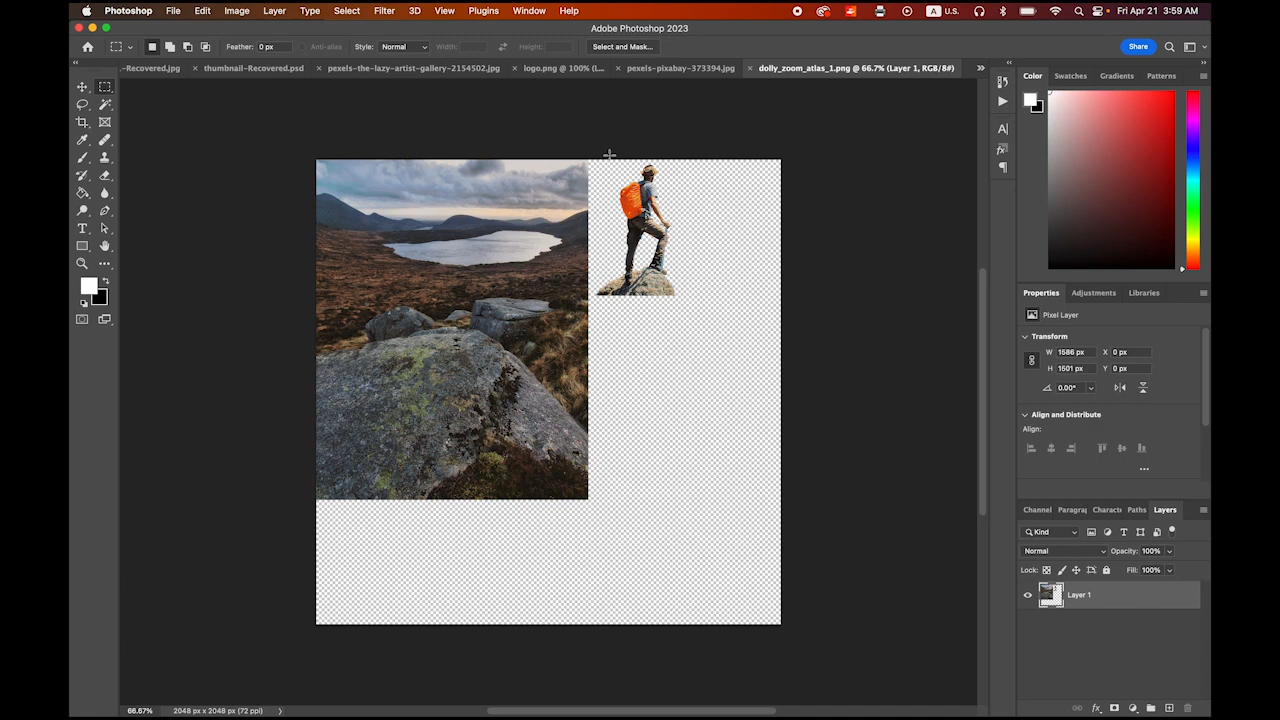 Photoshop File Edit Image Layer Type Select Filter 3D View Plugins Window Help A U.S. Fri Apr 21 3:59 AM
Adobe Photoshop 2023
Feather: 0 px Anti-alias Style: Normal Width: Height: Select and Mask... Share
.-Recovered.jpg × thumbnail-Recovered.psd × pexels-the-lazy-artist-gallery-2154502.jpg × logo.png @ 100% (L... × pexels-pixabay-373394.jpg × dolly_zoom_atlas_1.png @ 66.7% (Layer 1, RGB/8#)
Color Swatches Gradients Patterns
Properties Adjustments Libraries
Pixel Layer
Transform
W 1586 px X 0 px
H 1501 px Y 0 px
0.00°
Align and Distribute
Align:
...
Channel Paragra Charact Paths Layers
Kind
Normal Opacity: 100%
Lock: Fill: 100%
Layer 1
66.67% 2048 px x 2048 px (72 ppi)